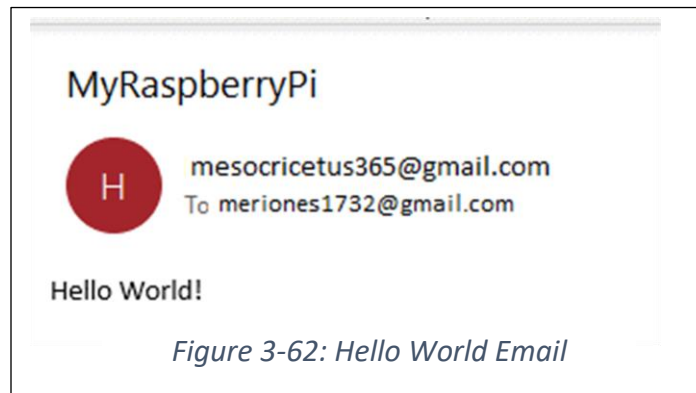 MyRaspberryPi
H
mesocricetus365@gmail.com
To meriones1732@gmail.com
Hello World!
Figure 3-62: Hello World Email